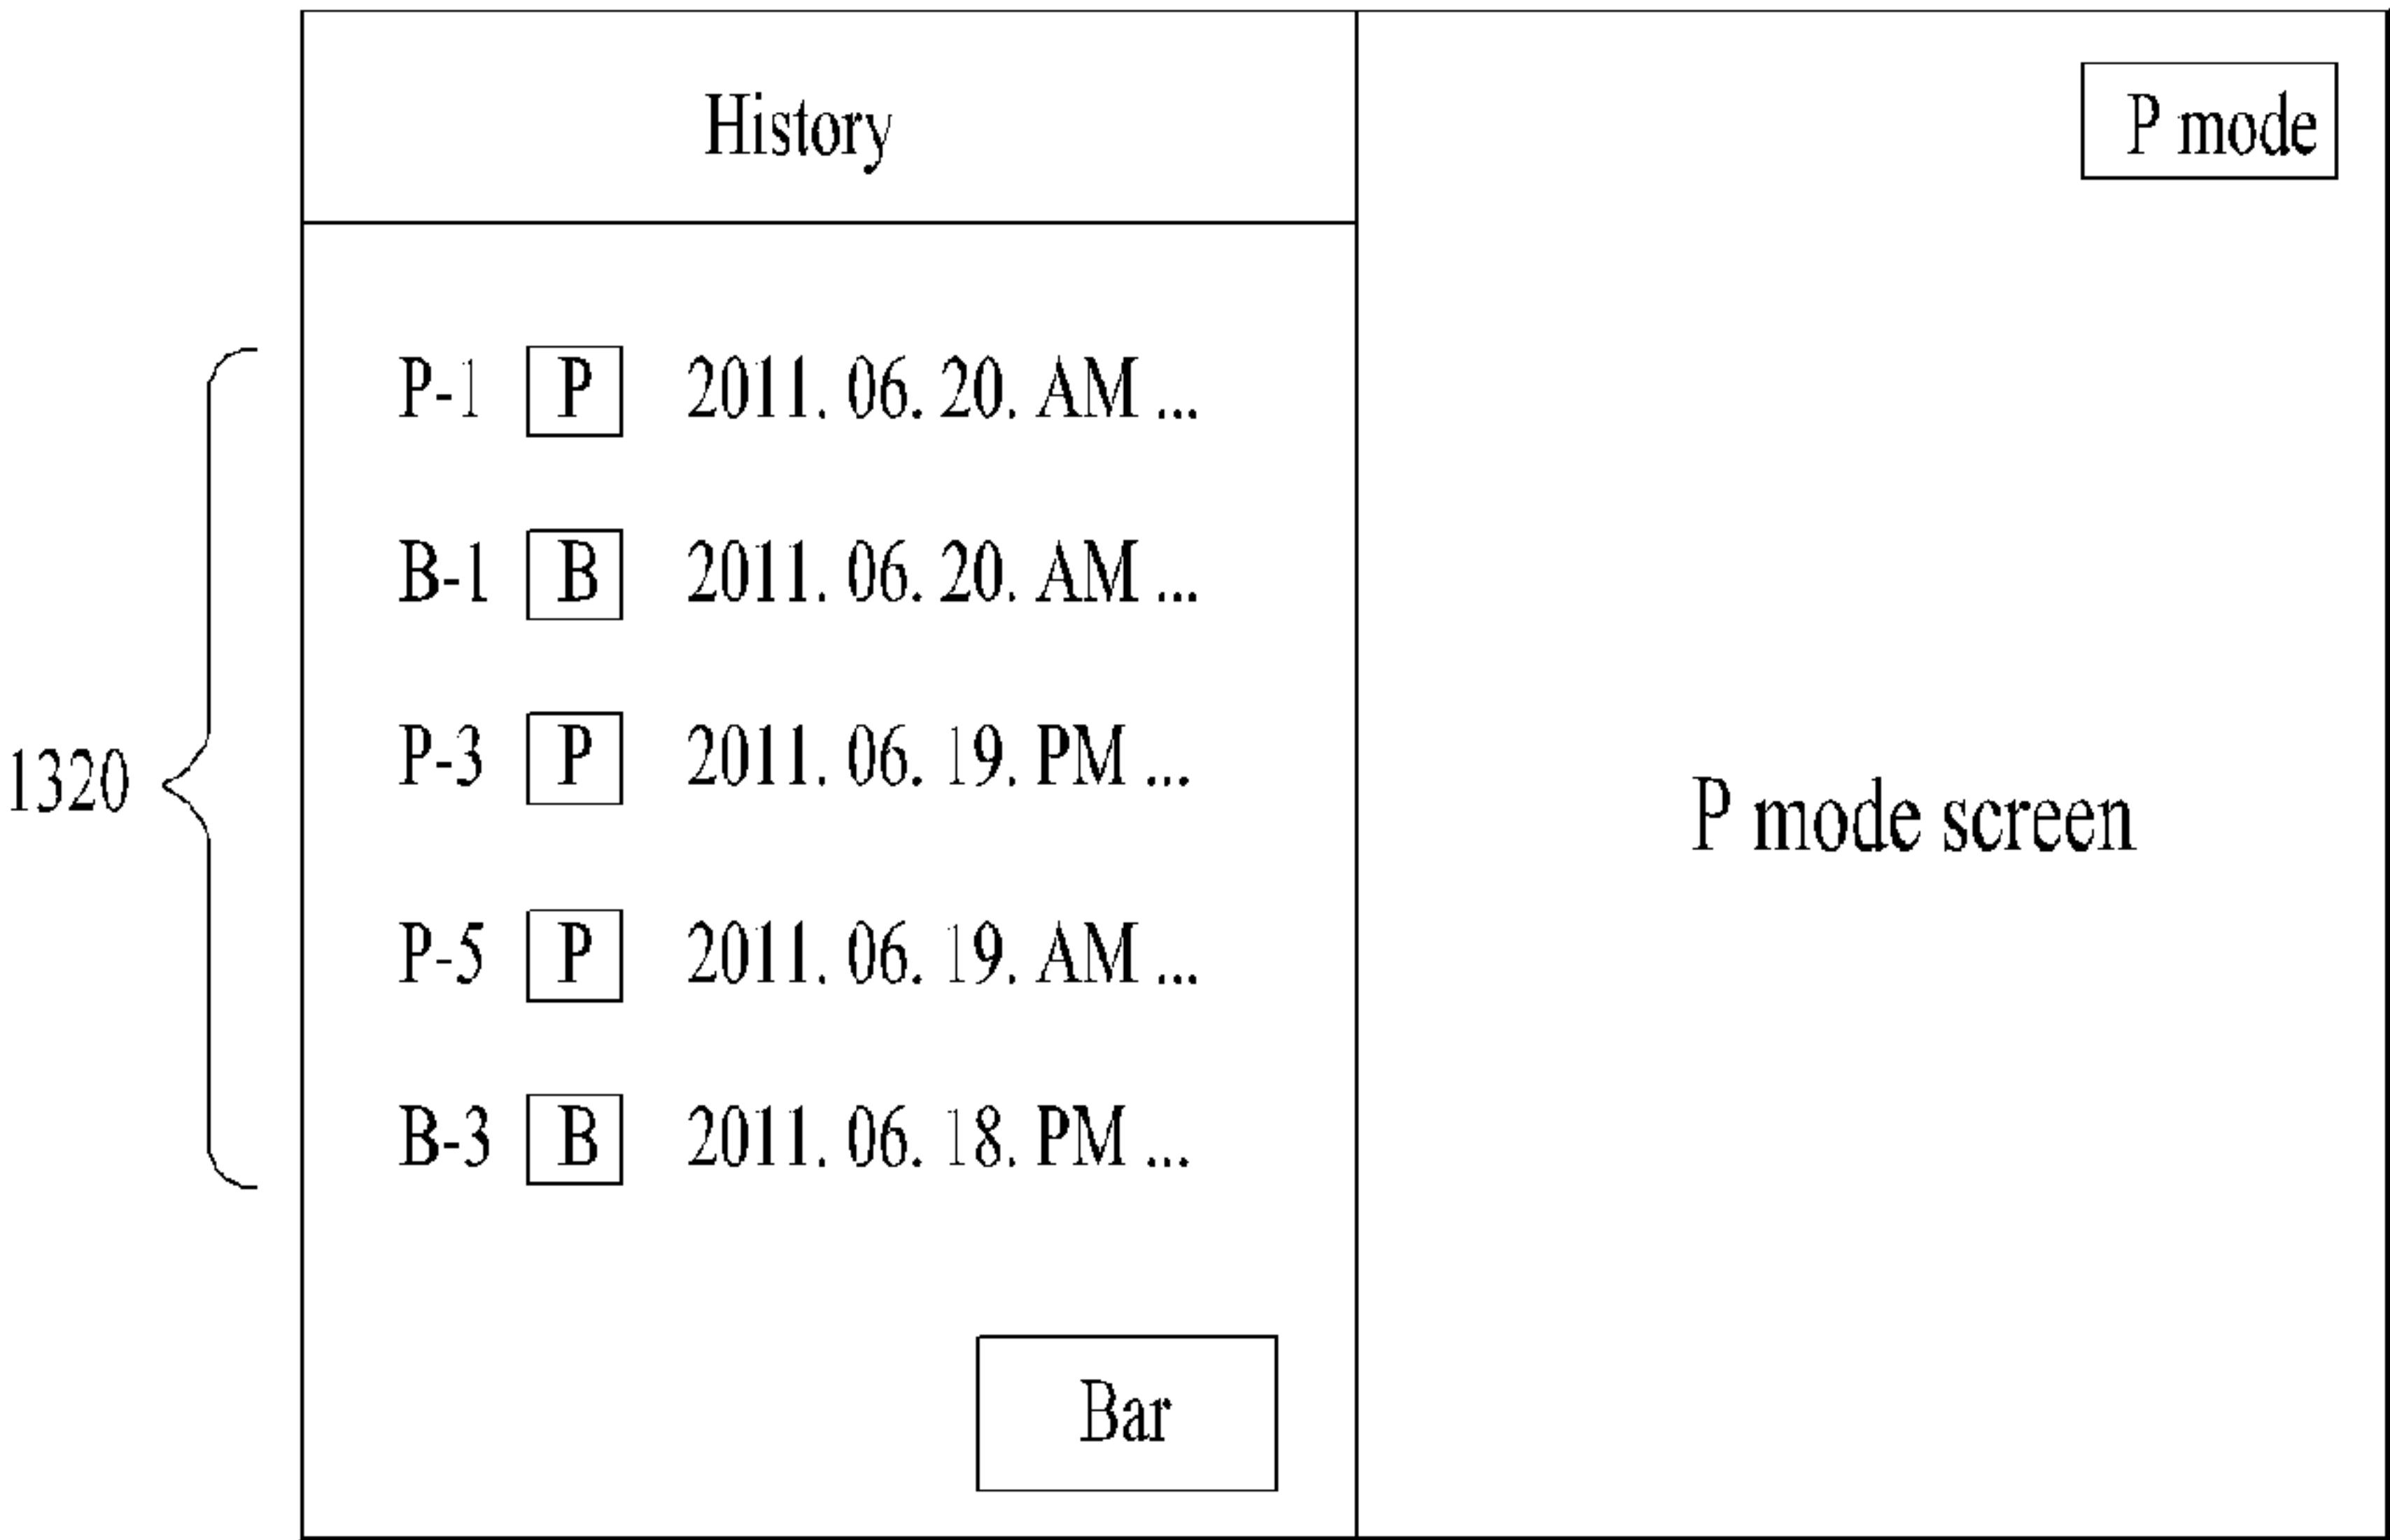 History
P mode
P-1 P 2011. 06. 20. AM ...
B-1 B 2011. 06. 20. AM ...
P-3 P 2011. 06. 19. PM ...
1320
P mode screen
P-5 P 2011. 06. 19. AM ...
B-3 B 2011. 06. 18. PM ...
Bar